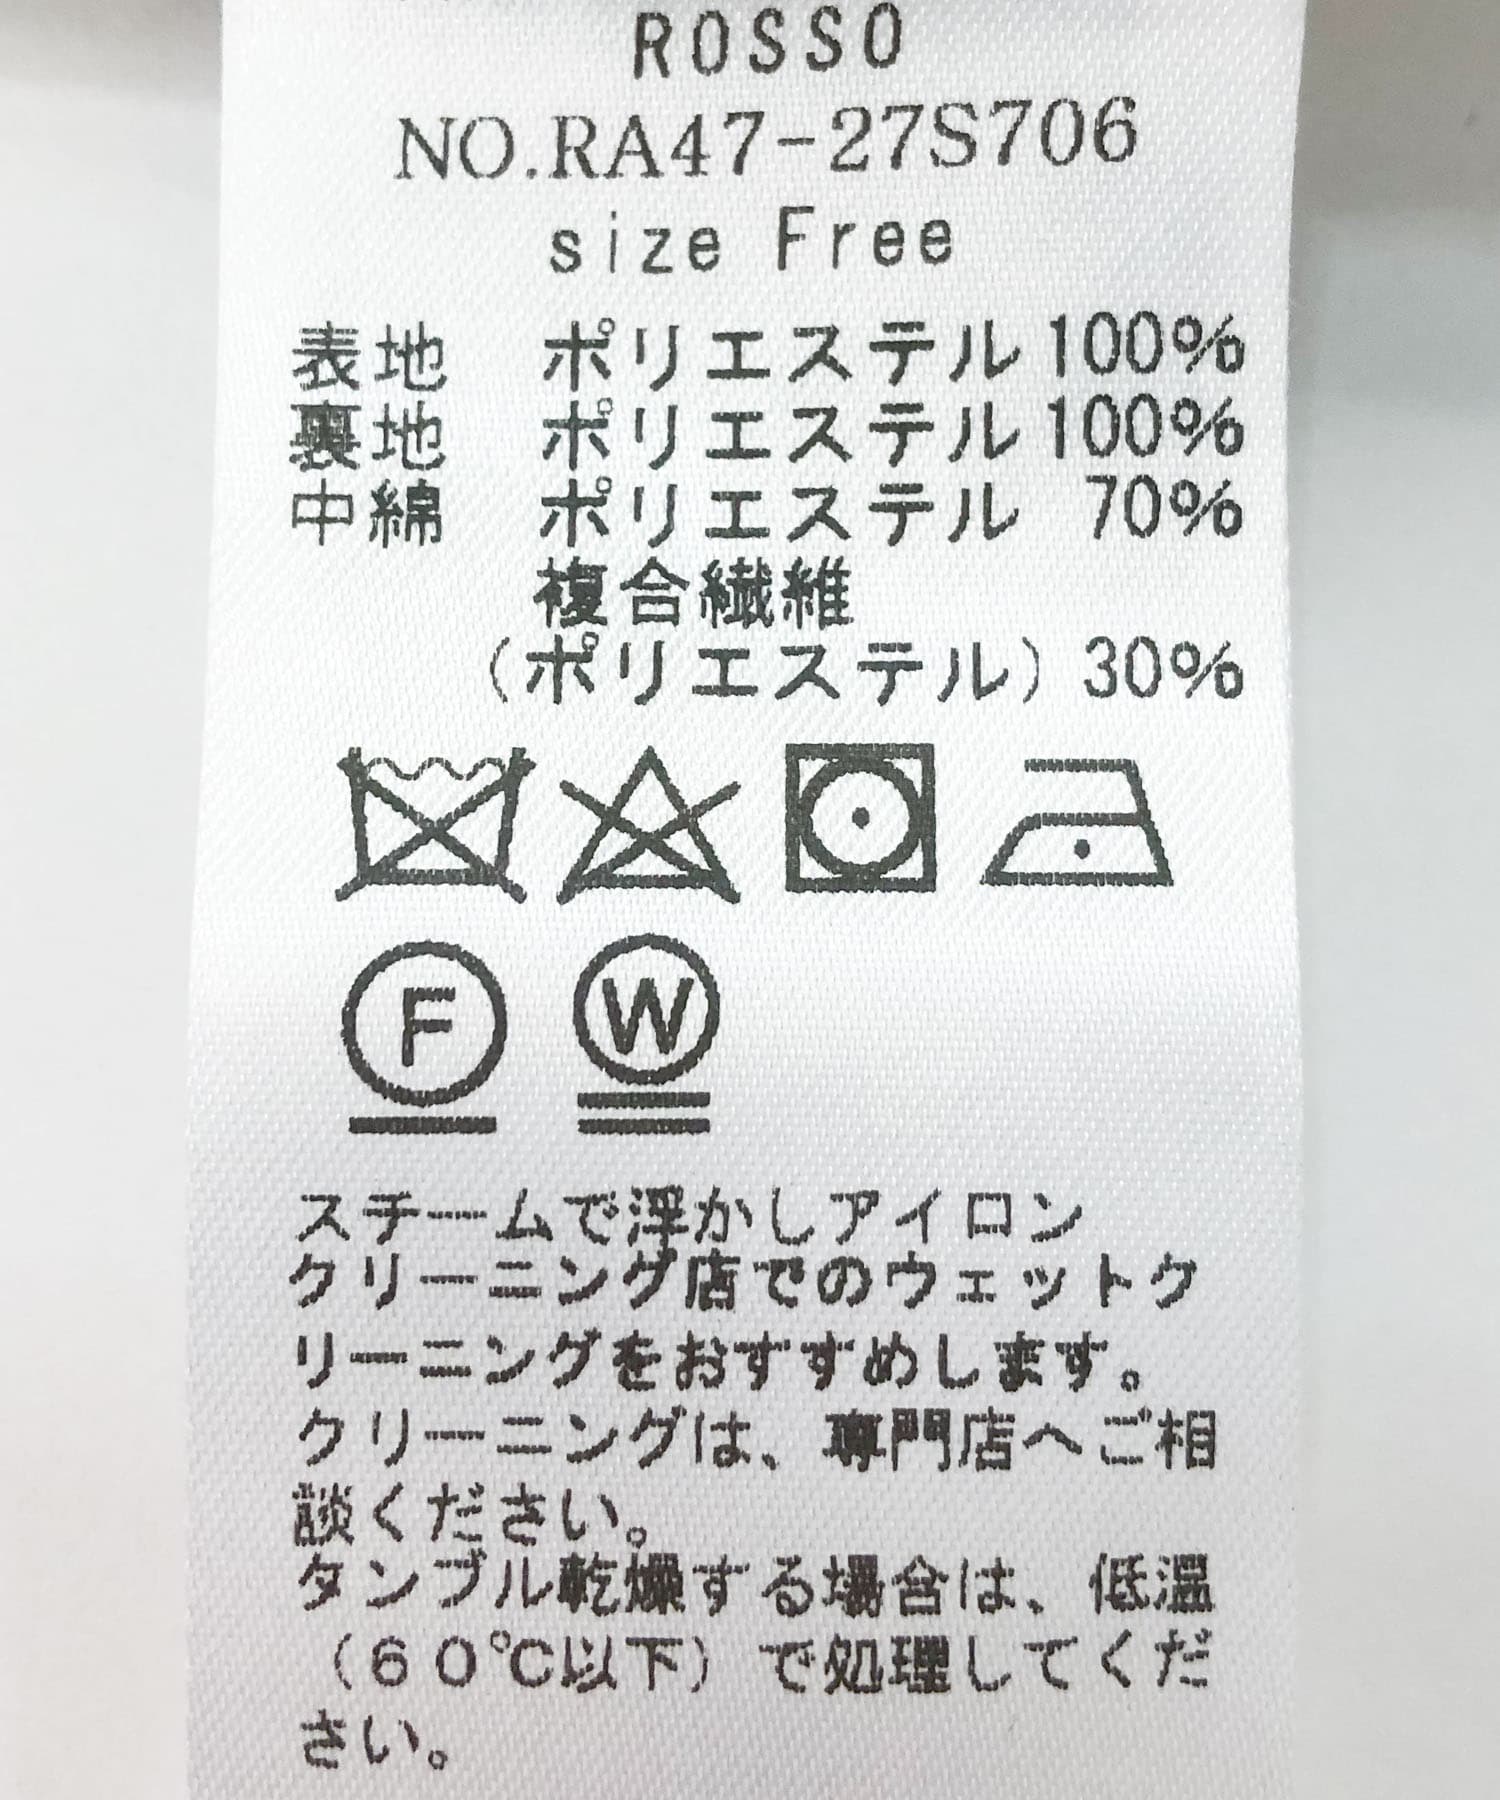 ROSSO
NO.RA47-27S706
size Free
表地 ポリエステル 100%
裏地 ポリエステル 100%
中綿 ポリエステル 70%
複合繊維
(ポリエステル) 30%
F W
スチームで浮かしアイロン
クリーニング店でのウェットク
リーニングをおすすめします。
クリーニングは、専門店へご相
談ください。
タンブル乾燥する場合は、低温
（60℃以下）で処理してくだ
さい。